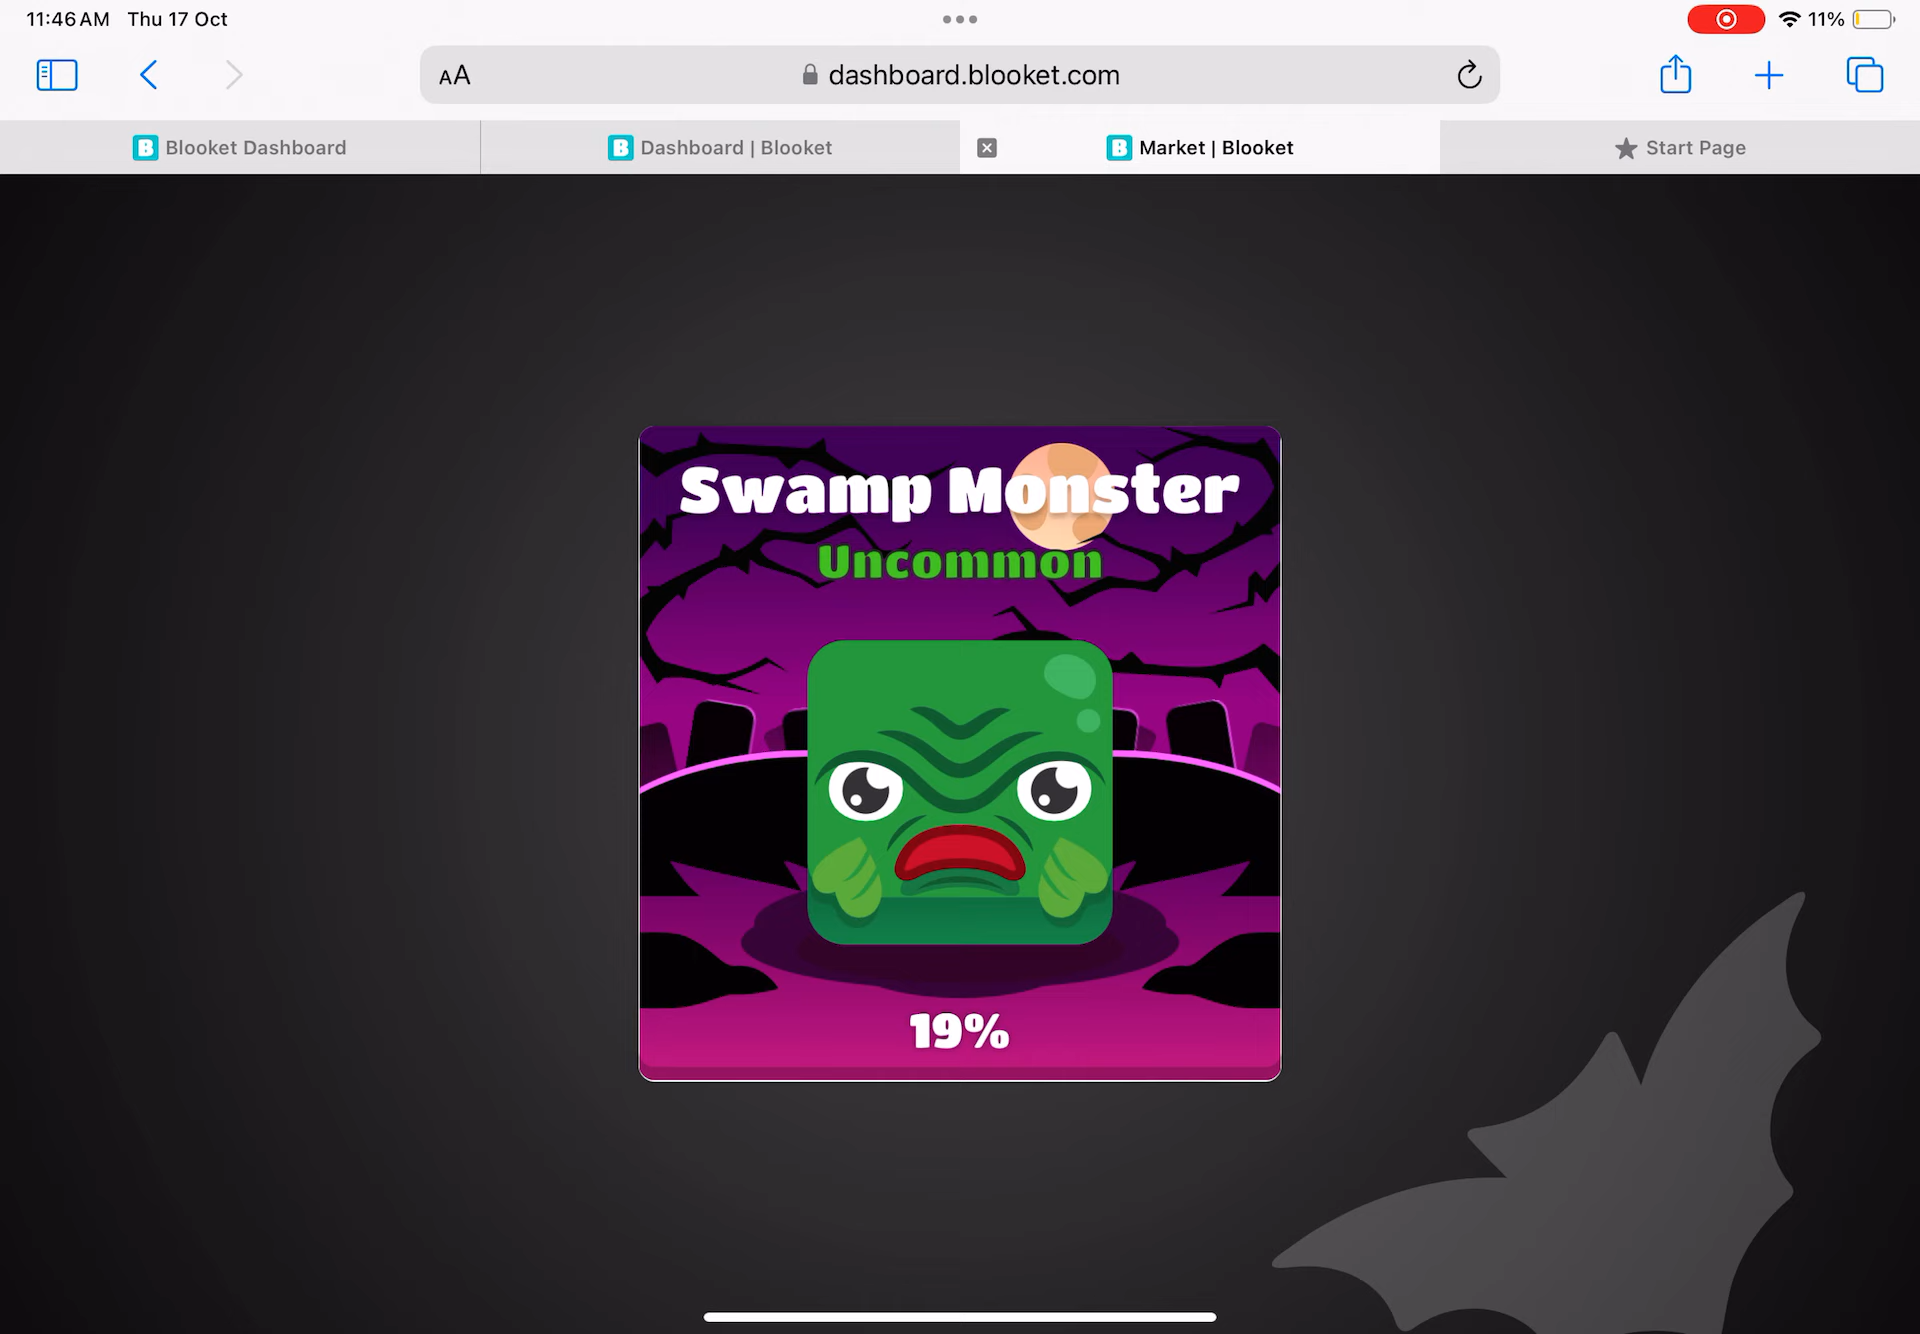 11:46 AM Thu 17 Oct
11%
AA
dashboard.blooket.com
B Blooket Dashboard
B Dashboard | Blooket
B Market | Blooket
Start Page
Swamp Monster
Uncommon
19%